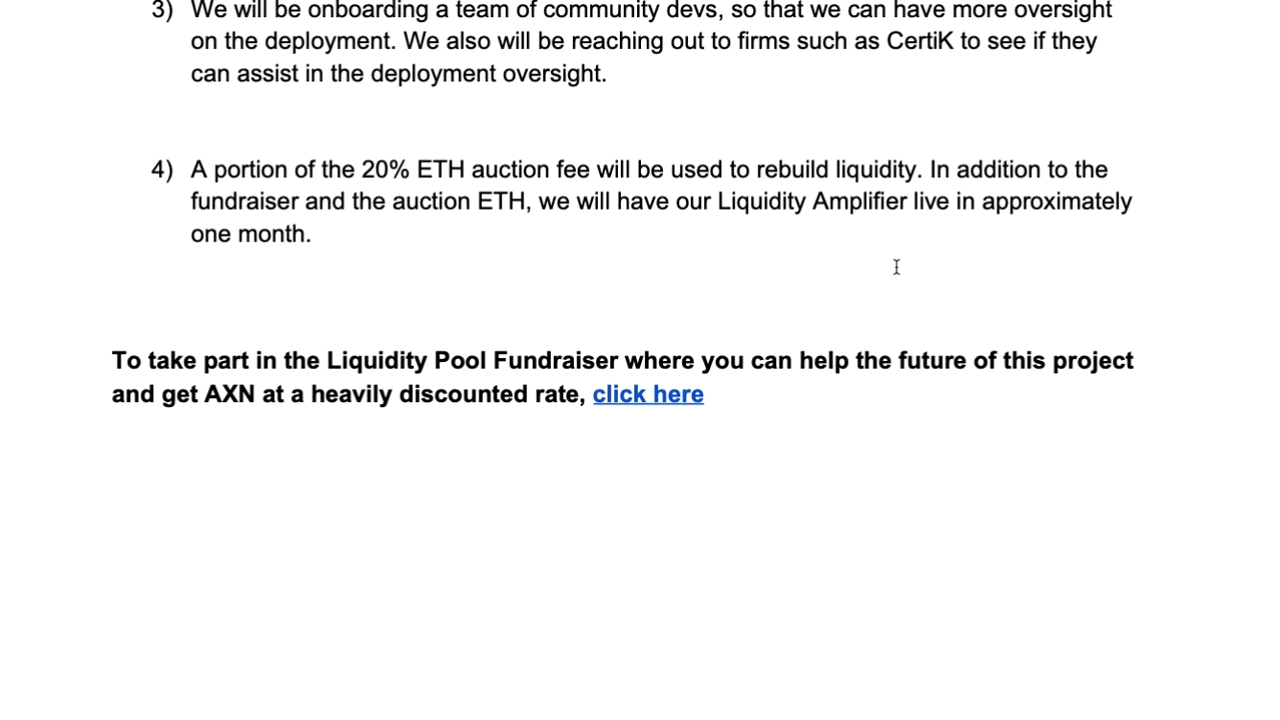 3) We will be onboarding a team of community devs, so that we can have more oversight
on the deployment. We also will be reaching out to firms such as CertiK to see if they
can assist in the deployment oversight.
4) A portion of the 20% ETH auction fee will be used to rebuild liquidity. In addition to the
fundraiser and the auction ETH, we will have our Liquidity Amplifier live in approximately
one month.
To take part in the Liquidity Pool Fundraiser where you can help the future of this project
and get AXN at a heavily discounted rate, click here